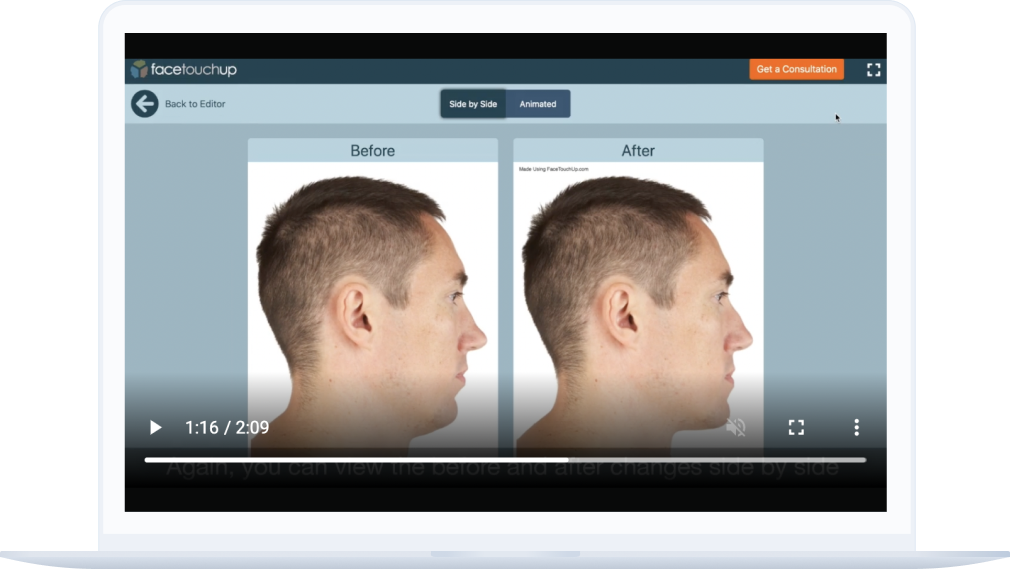 facetouchup
Get a Consultation
Back to Editor
Side by Side
Animated
Before
After
Made Using FaceTouchUp.com
1:16 / 2:09
Again, you can view the before and after changes side by side